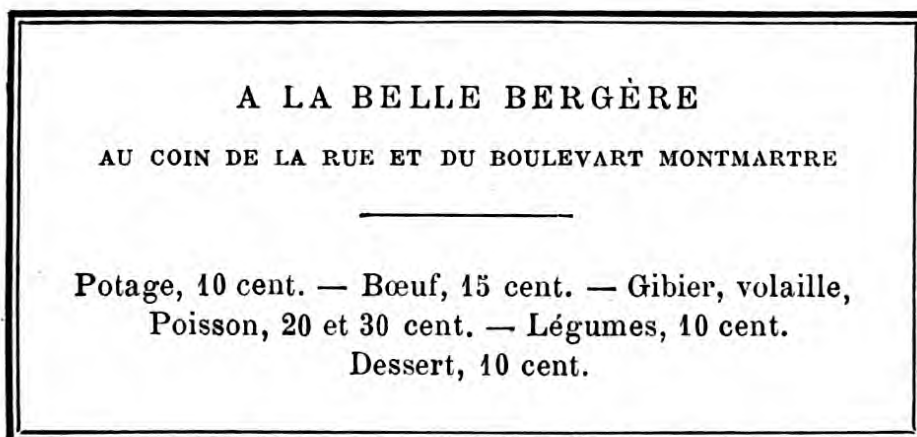 A LA BELLE BERGÈRE
AU COIN DE LA RUE ET DU BOULEVART MONTMARTRE
Potage, 10 cent. — Bœuf, 15 cent. — Gibier, volaille,
Poisson, 20 et 30 cent. — Légumes, 10 cent.
Dessert, 10 cent.